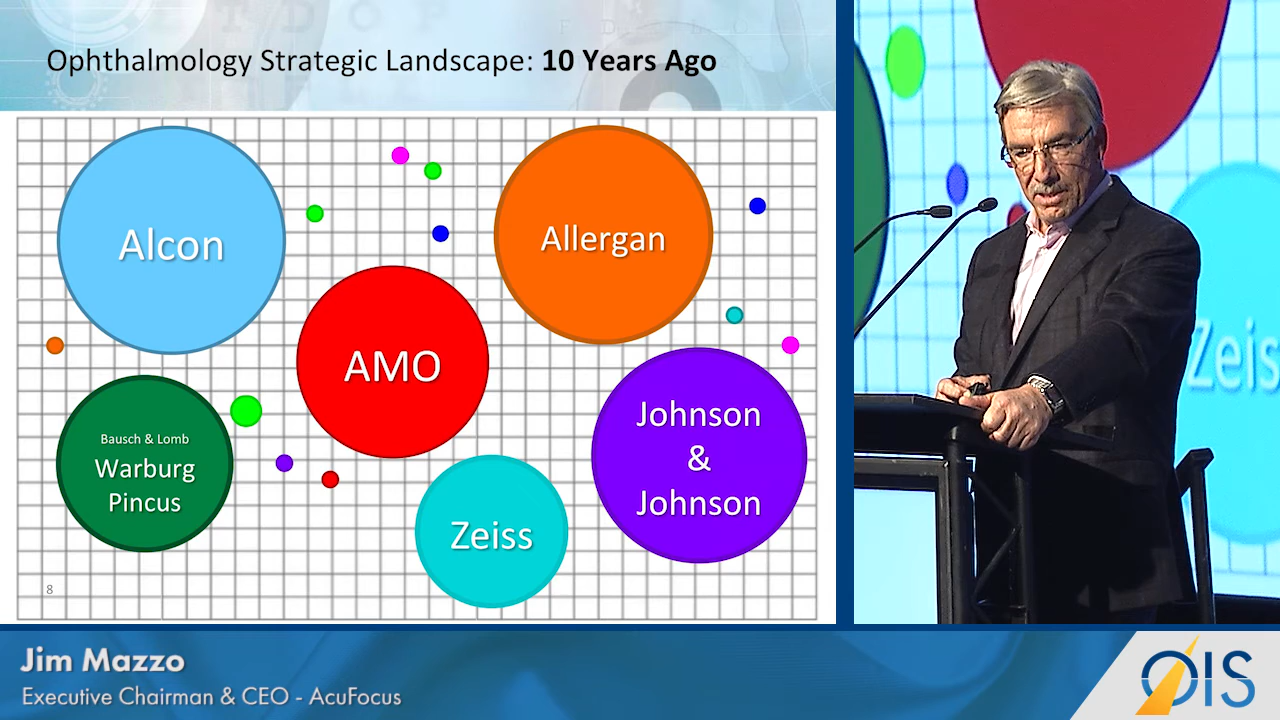 Ophthalmology Strategic Landscape: 10 Years Ago
Alcon
Allergan
AMO
Bausch & Lomb
Warburg
Pincus
Johnson
&
Johnson
Zeiss
8
Zeis
Jim Mazzo
Executive Chairman & CEO - AcuFocus
OIS